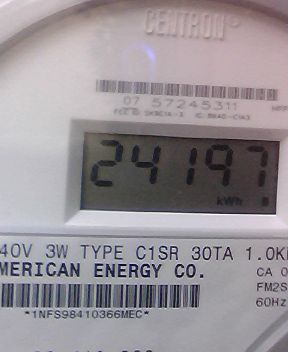 CENTRON®
07 57245311
24197
kWh
40V 3W TYPE C1SR 30TA 1.0K
MERICAN ENERGY CO.
CA 0
FM2S
60Hz
*1NFS98410366MEC*